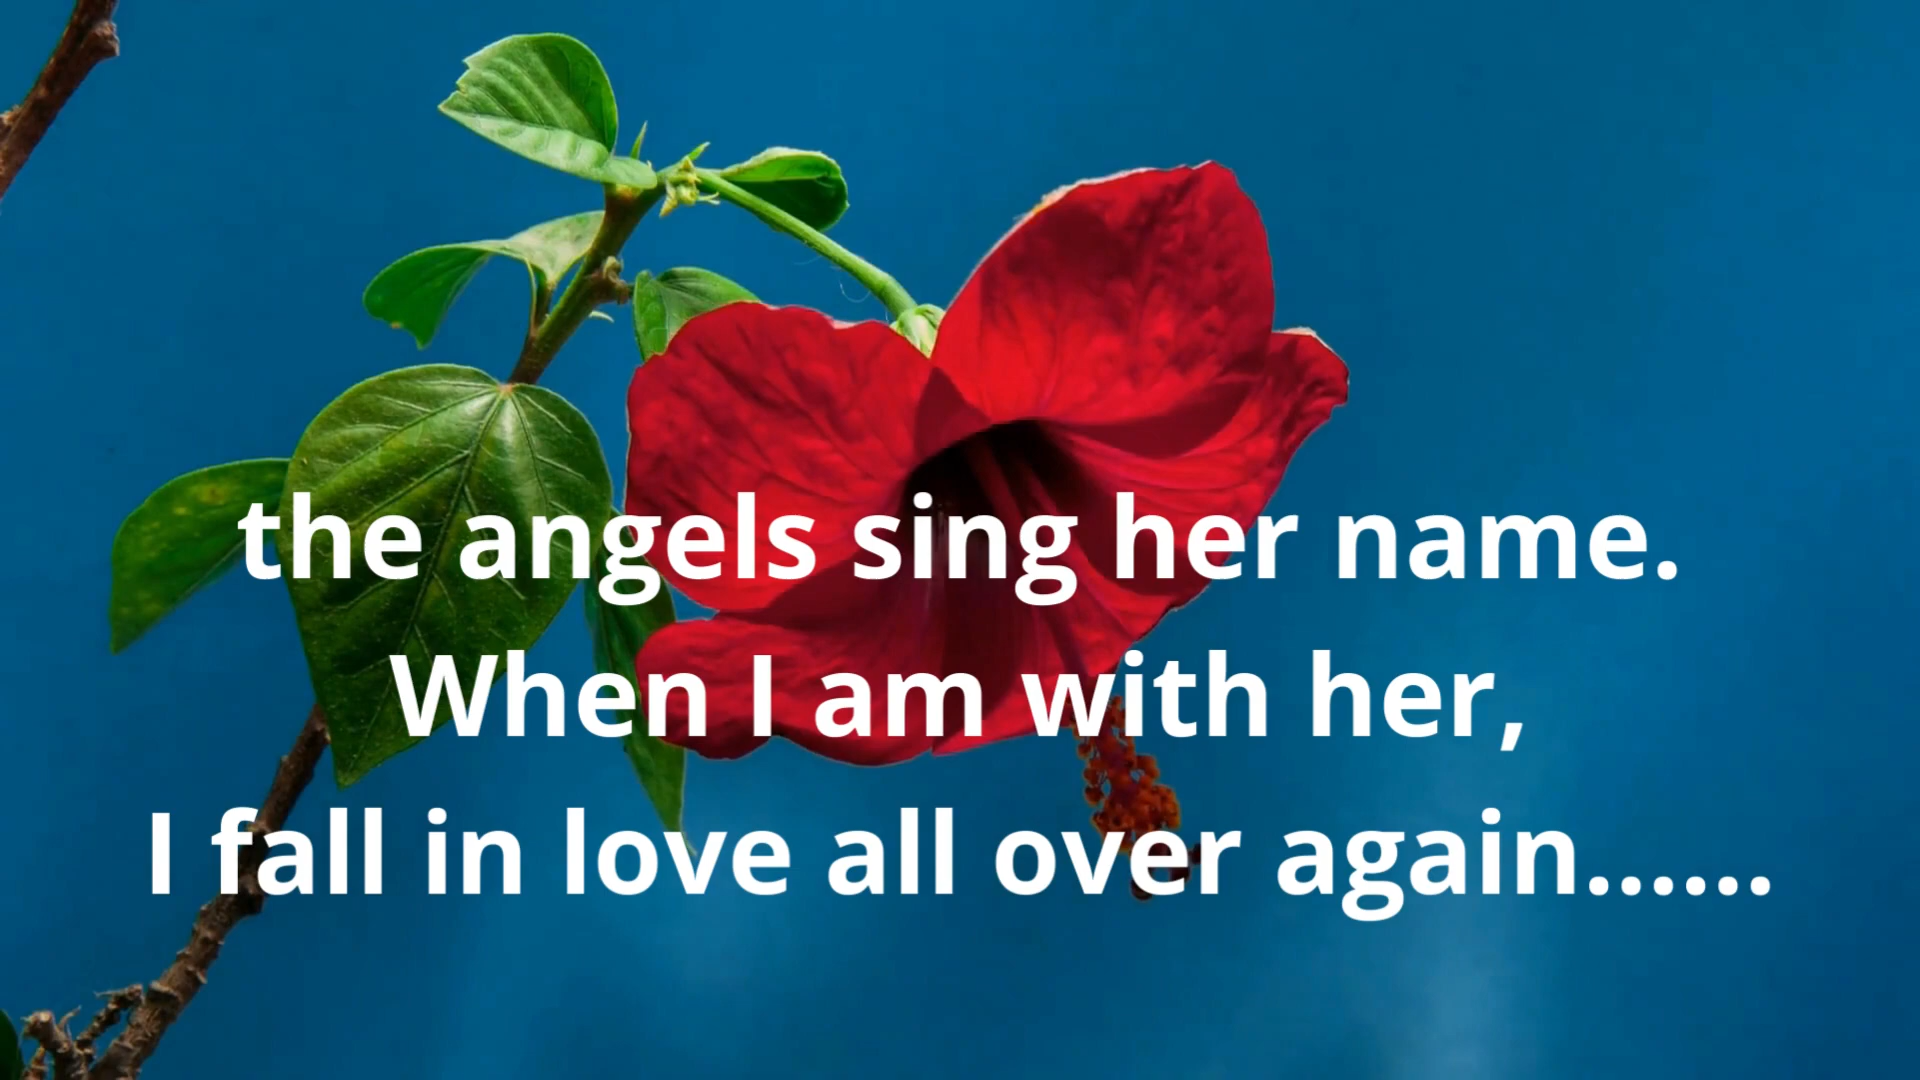 the angels sing her name.
When I am with her,
I fall in love all over again......